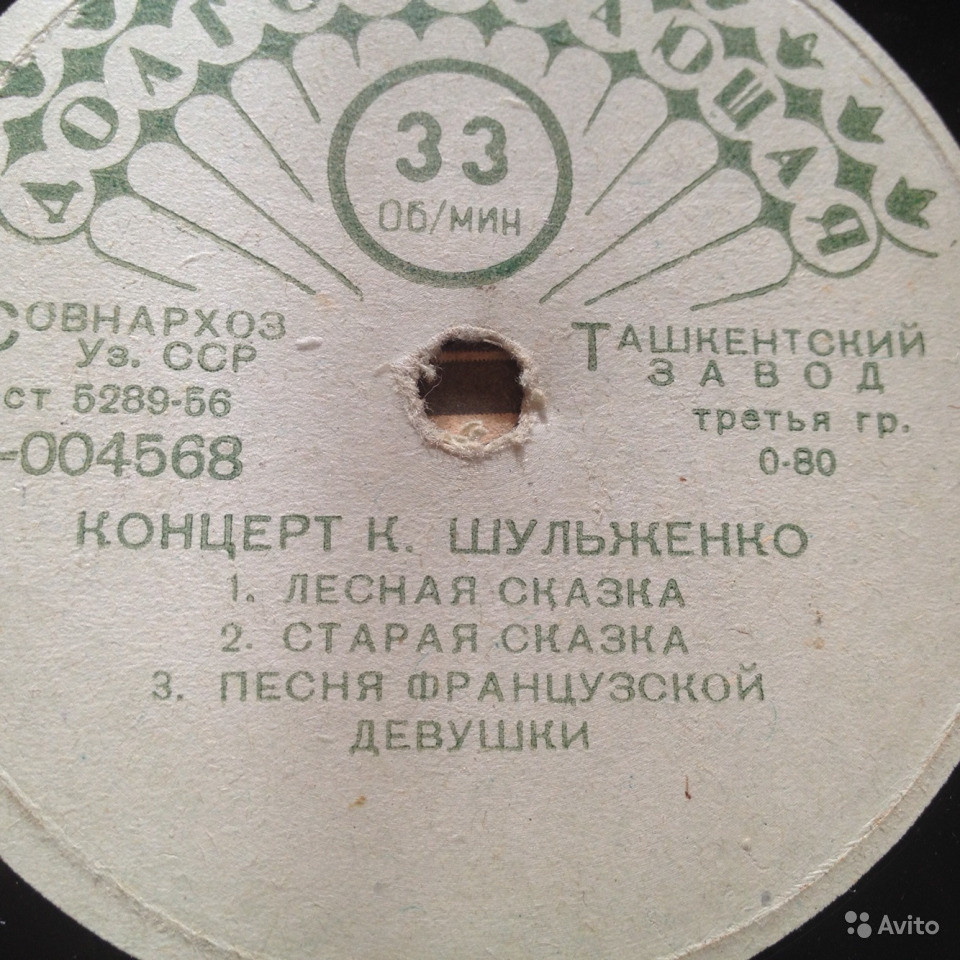 33
ОБ/МИН
СОВНАРХОЗ
Уз. ССР
ст 5289-56
-004568
ТАШКЕНТСКИЙ
ЗАВОД
третья гр.
0-80
КОНЦЕРТ К. ШУЛЬЖЕНКО
1. ЛЕСНАЯ СКАЗКА
2. СТАРАЯ СКАЗКА
3. ПЕСНЯ ФРАНЦУЗСКОЙ
ДЕВУШКИ
Avito